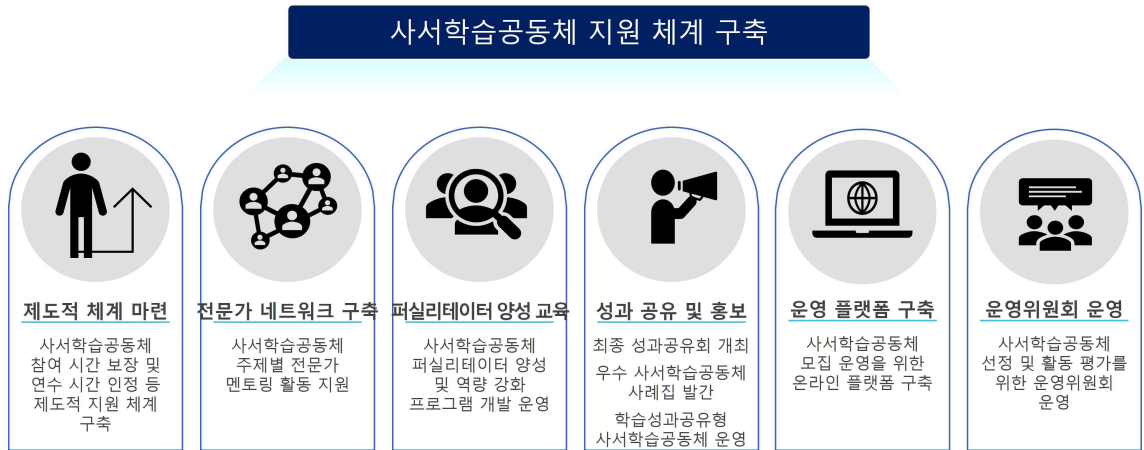 사서학습공동체 지원 체계 구축
제도적 체계 마련
사서학습공동체
참여 시간 보장 및
연수 시간 인정 등
제도적 지원 체계
구축
전문가 네트워크 구축
사서학습공동체
주제별 전문가
멘토링 활동 지원
퍼실리테이터 양성 교육
사서학습공동체
퍼실리테이터 양성
및 역량 강화
프로그램 개발 운영
성과 공유 및 홍보
최종 성과공유회 개최
우수 사서학습공동체
사례집 발간
학습성과공유형
사서학습공동체 운영
운영 플랫폼 구축
사서학습공동체
모집 운영을 위한
온라인 플랫폼 구축
운영위원회 운영
사서학습공동체
선정 및 활동 평가를
위한 운영위원회
운영